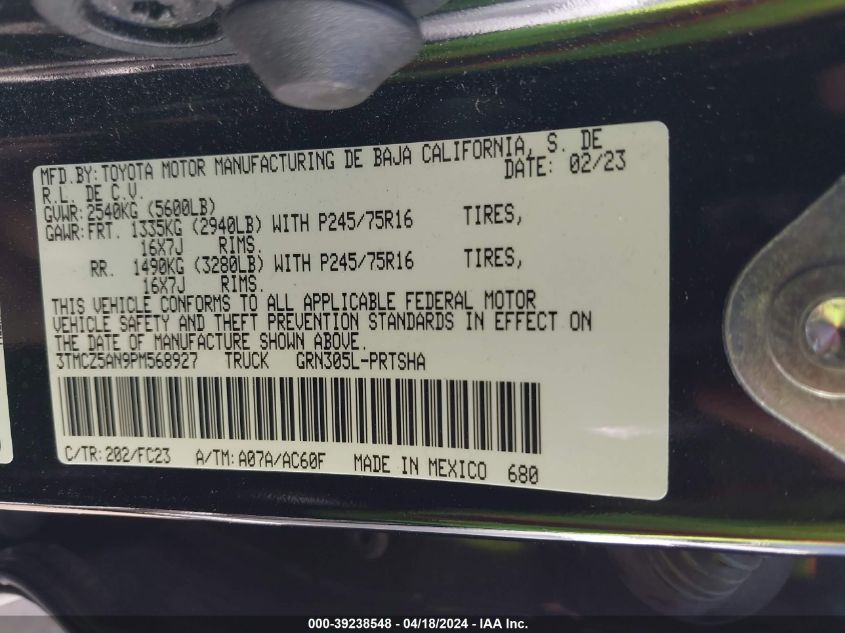 MFD.BY: TOYOTA MOTOR MANUFACTURING DE BAJA CALIFORNIA, S. DE
R.L. DE C.V. DATE: 02/23
GVWR: 2540KG (5600LB)
GAWR: FRT. 1335KG (2940LB) WITH P245/75R16 TIRES,
16X7J RIMS.
RR. 1490KG (3280LB) WITH P245/75R16 TIRES,
16X7J RIMS.
THIS VEHICLE CONFORMS TO ALL APPLICABLE FEDERAL MOTOR
VEHICLE SAFETY AND THEFT PREVENTION STANDARDS IN EFFECT ON
THE DATE OF MANUFACTURE SHOWN ABOVE.
3TMCZ5AN9PM568927 TRUCK GRN305L-PRTSHA
C/TR: 202/FC23 A/TM: A07A/AC60F MADE IN MEXICO 680
000-39238548 - 04/18/2024 - IAA Inc.